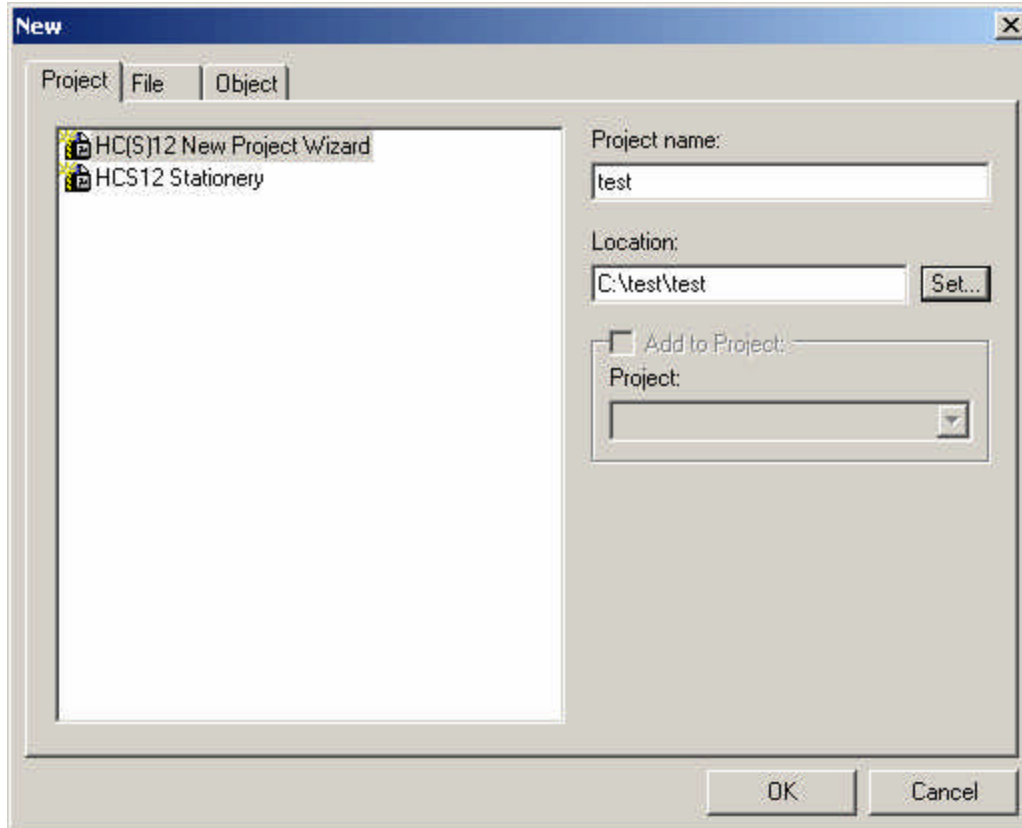 New
Project File Object
HC(S)12 New Project Wizard
HCS12 Stationery
Project name:
test
Location:
C:\test\test
Set...
Add to Project:
Project:
OK Cancel